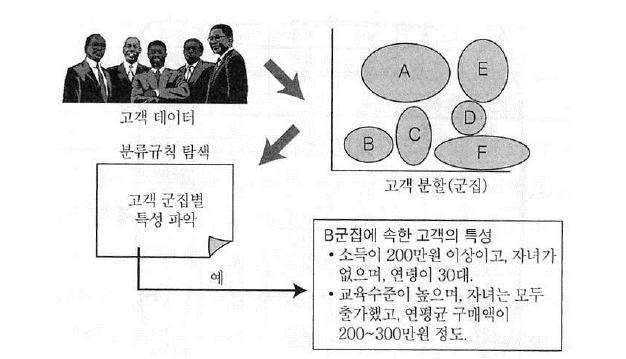 고객 데이터
A
E
D
B
C
F
고객 분할(군집)
분류규칙 탐색
고객 군집별
특성 파악
예
B군집에 속한 고객의 특성
• 소득이 200만원 이상이고, 자녀가
없으며, 연령이 30대.
• 교육수준이 높으며, 자녀는 모두
출가했고, 연평균 구매액이
200~300만원 정도.